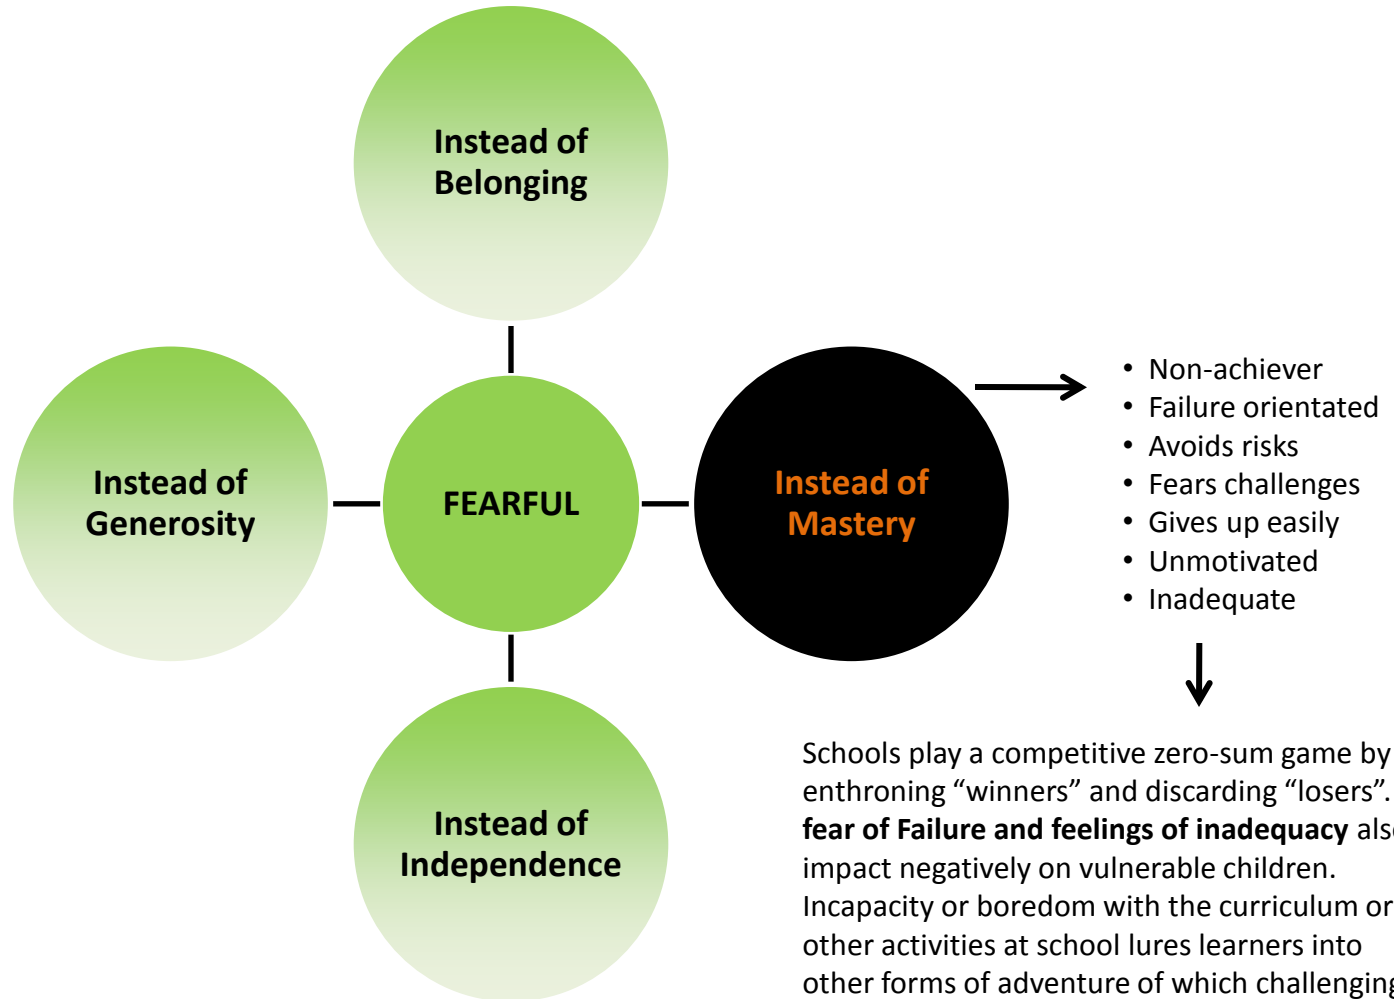 Instead of
Belonging
Instead of
Generosity
FEARFUL
Instead of
Mastery
Instead of
Independence
• Non-achiever
• Failure orientated
• Avoids risks
• Fears challenges
• Gives up easily
• Unmotivated
• Inadequate
Schools play a competitive zero-sum game by
enthroning “winners” and discarding “losers”.
fear of Failure and feelings of inadequacy
impact negatively on vulnerable children.
Incapacity or boredom with the curriculum or
other activities at school lures learners into
other forms of adventure of which challenging